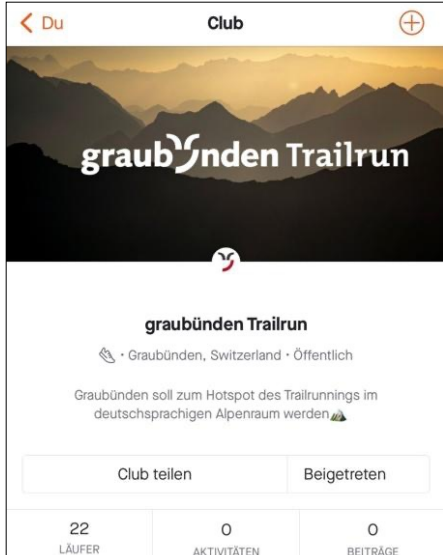 Du
Club
graubünden Trailrun
graubünden Trailrun
· Graubünden, Switzerland · Öffentlich
Graubünden soll zum Hotspot des Trailrunnings im
deutschsprachigen Alpenraum werden
Club teilen
Beigetreten
22
0
0
LÄUFER
AKTIVITÄTEN
BEITRÄGE